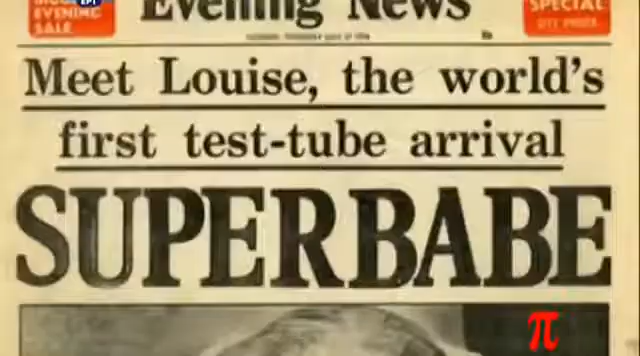 EVENING
SALE
Evening News
SPECIAL
Meet Louise, the world's
first test-tube arrival
SUPERBABE
π